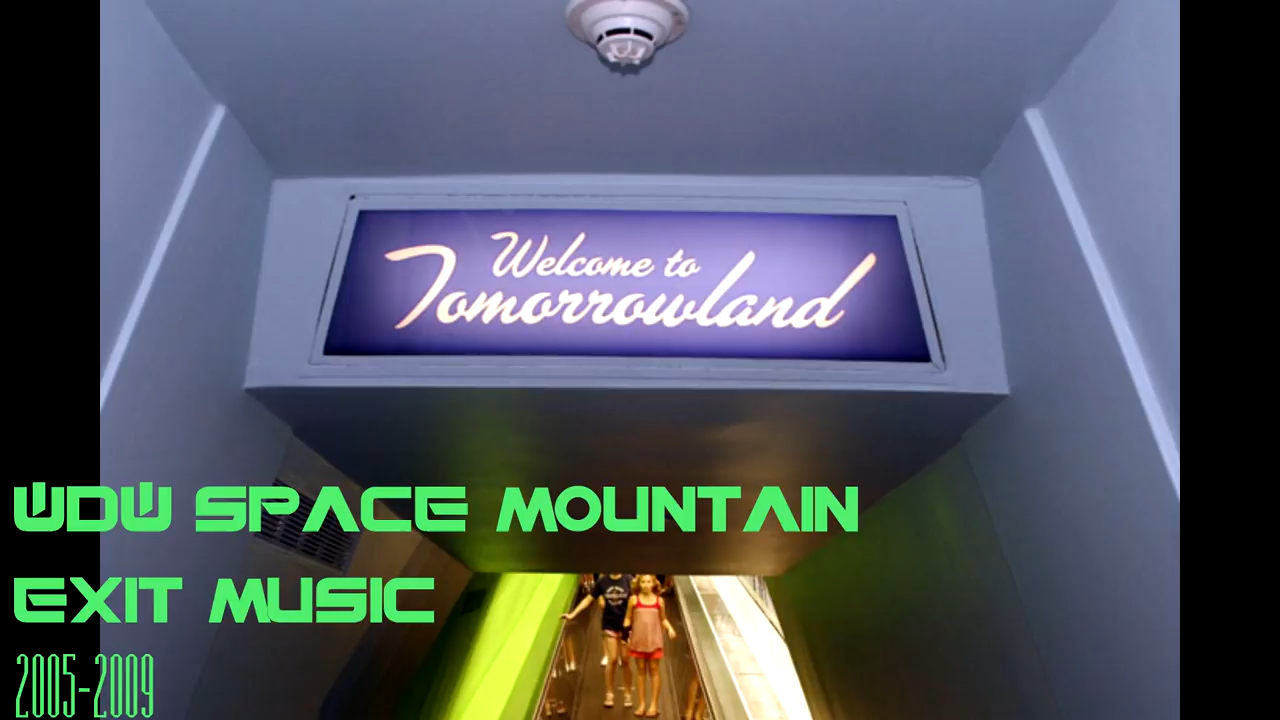 Welcome to
Tomorrowland
WDW SPACE MOUNTAIN
EXIT MUSIC
2005-2009